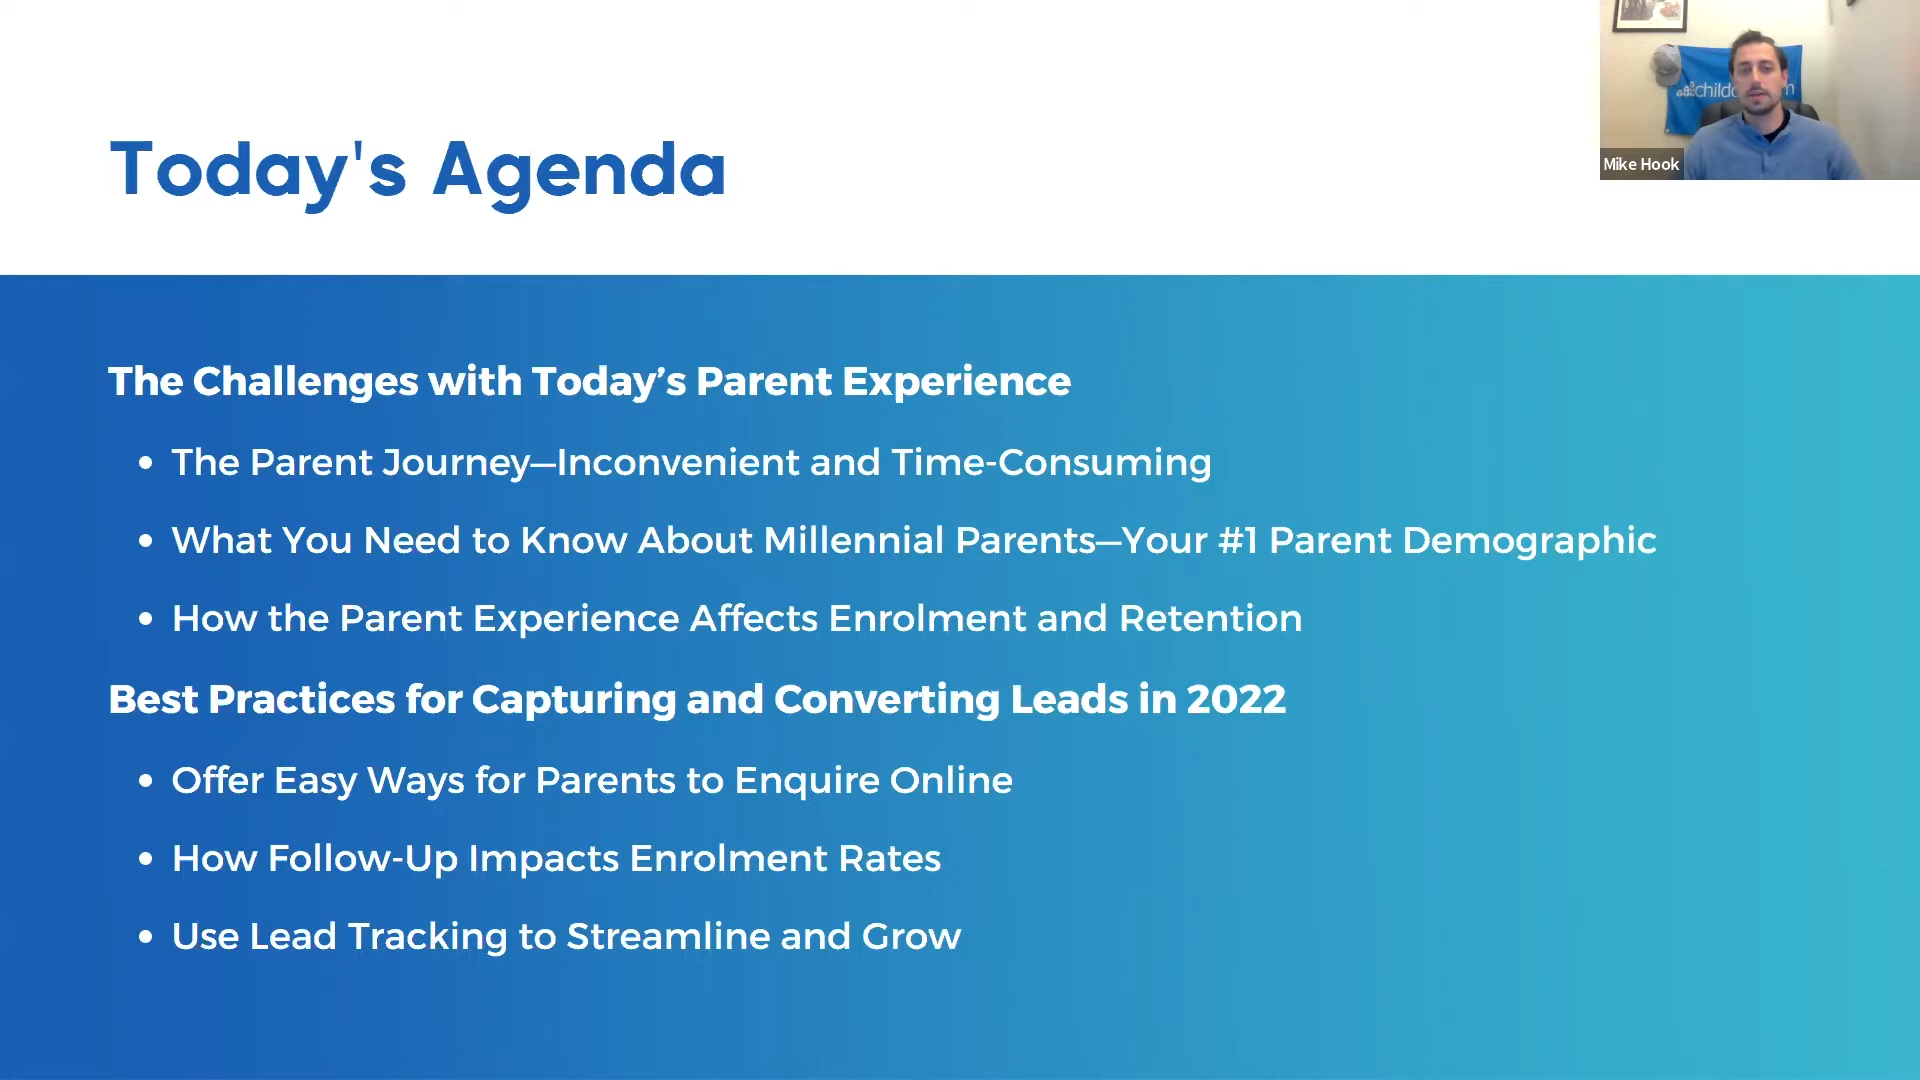 Today's Agenda
Mike Hook
The Challenges with Today’s Parent Experience
The Parent Journey—Inconvenient and Time-Consuming
What You Need to Know About Millennial Parents—Your #1 Parent Demographic
How the Parent Experience Affects Enrolment and Retention
Best Practices for Capturing and Converting Leads in 2022
Offer Easy Ways for Parents to Enquire Online
How Follow-Up Impacts Enrolment Rates
Use Lead Tracking to Streamline and Grow